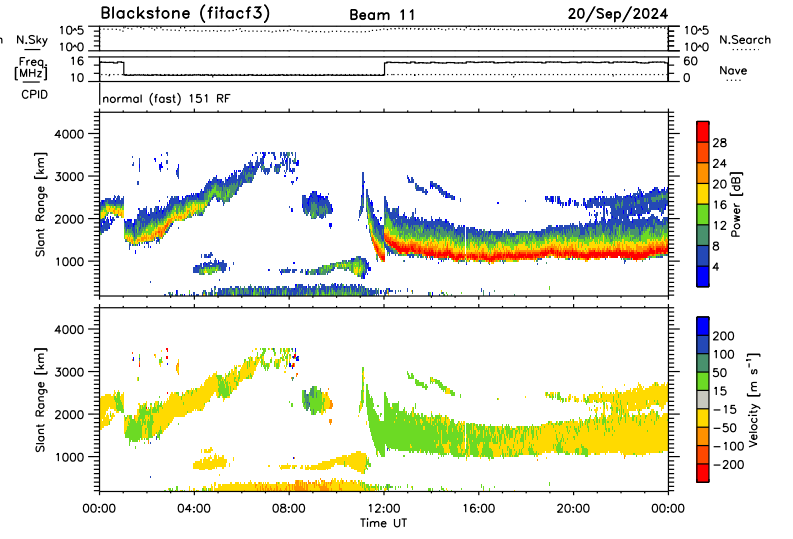 Blackstone (fitacf3) Beam 11 20/Sep/2024
N.Sky 10^5 10^0 10^5 10^0 N.Search
Freq. [MHz] 16 10 60 0 Nave
CPID normal (fast) 151 RF
Slant Range [km] 4000 3000 2000 1000
28 24 20 16 12 8 4 Power [dB]
Slant Range [km] 4000 3000 2000 1000
200 100 50 15 -15 -50 -100 -200 Velocity [m s⁻¹]
00:00 04:00 08:00 12:00 16:00 20:00 00:00
Time UT